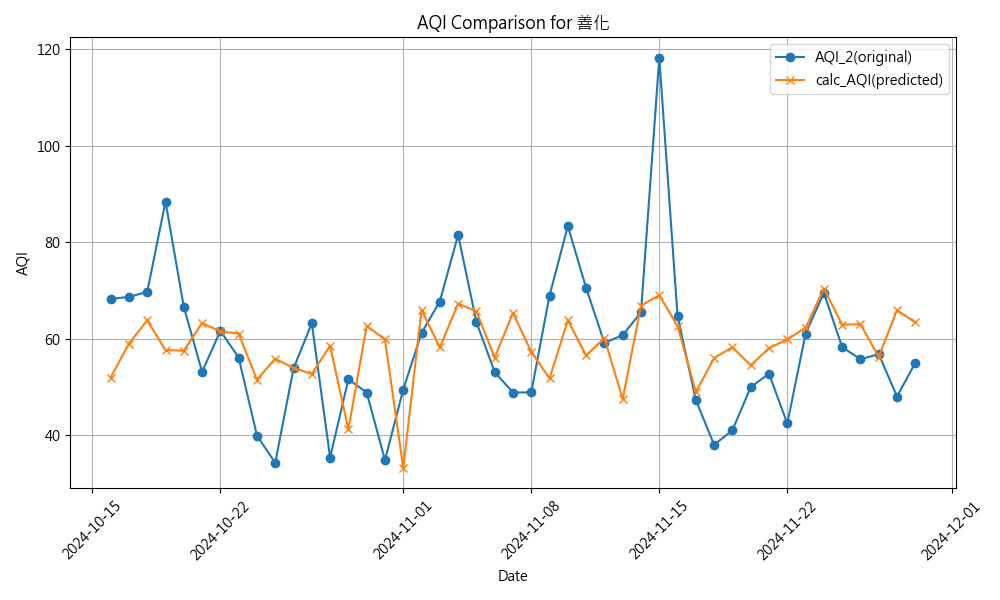 AQI Comparison for 善化
AQI_2(original)
calc_AQI(predicted)
120
100
80
60
40
AQI
2024-10-15
2024-10-22
2024-11-01
2024-11-08
2024-11-15
2024-11-22
2024-12-01
Date